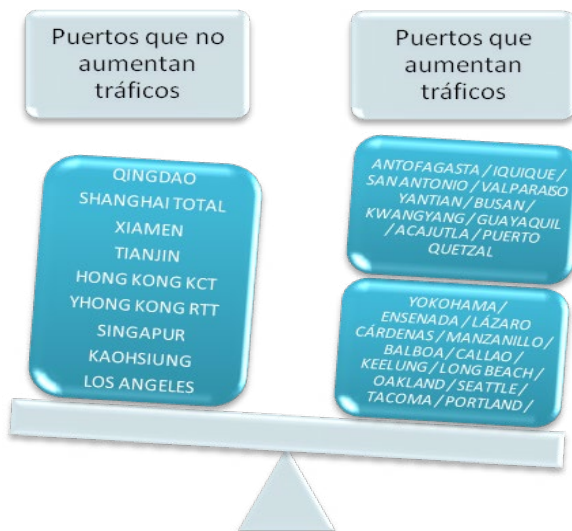 Puertos que no
aumentan
tráficos
Puertos que
aumentan
tráficos
QINGDAO
SHANGHAI TOTAL
XIAMEN
TIANJIN
HONG KONG KCT
YHONG KONG RTT
SINGAPUR
KAOHSIUNG
LOS ANGELES
ANTOFAGASTA / IQUIQUE /
SAN ANTONIO / VALPARAISO
YANTIAN / BUSAN /
KWANGYANG / GUAYAQUIL
/ ACAJUTLA / PUERTO
QUETZAL
YOKOHAMA /
ENSENADA / LÁZARO
CÁRDENAS / MANZANILLO /
BALBOA / CALLAO /
KEELUNG / LONG BEACH /
OAKLAND / SEATTLE /
TACOMA / PORTLAND /